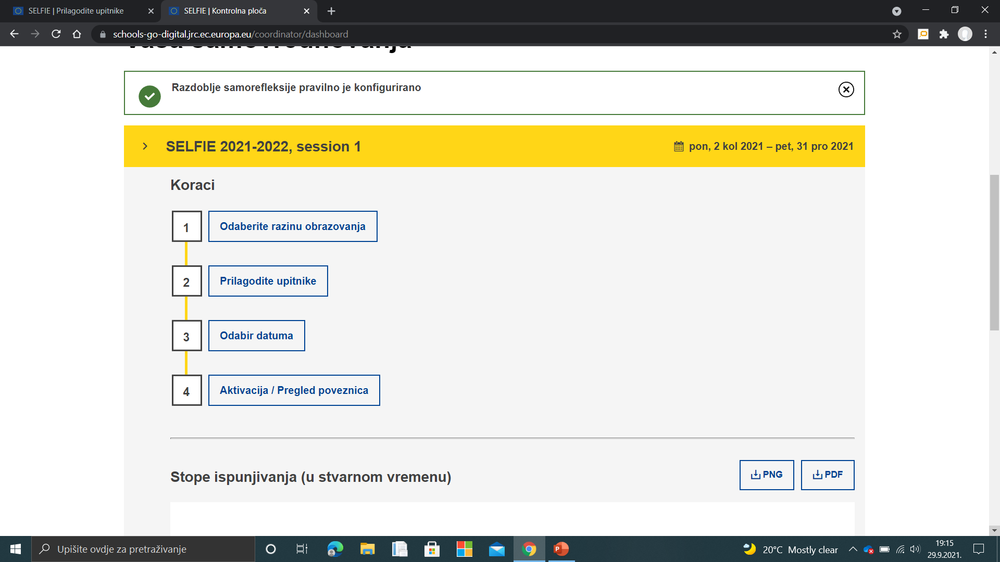 SELFIE | Prilagodite upitnike
SELFIE | Kontrolna ploča
schools-go-digital.jrc.ec.europa.eu/coordinator/dashboard
Vaša samovrednovanja
Razdoblje samorefleksije pravilno je konfigurirano
SELFIE 2021-2022, session 1
pon, 2 kol 2021 – pet, 31 pro 2021
Koraci
1 Odaberite razinu obrazovanja
2 Prilagodite upitnike
3 Odabir datuma
4 Aktivacija / Pregled poveznica
Stope ispunjivanja (u stvarnom vremenu)
PNG
PDF
Upišite ovdje za pretraživanje
20°C Mostly clear
19:15
29.9.2021.